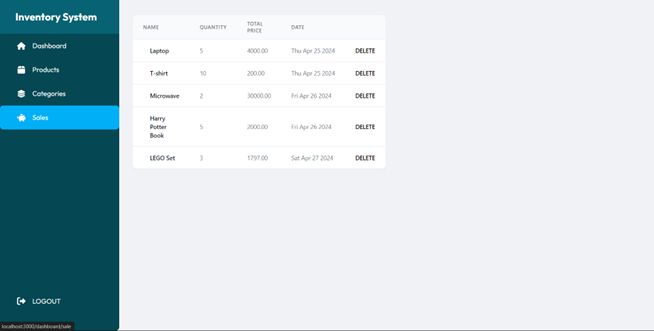 Inventory System
Dashboard
Products
Categories
Sales
LOGOUT
localhost:3000/dashboard/sale
NAME QUANTITY TOTAL PRICE DATE
Laptop 5 4000.00 Thu Apr 25 2024 DELETE
T-shirt 10 200.00 Thu Apr 25 2024 DELETE
Microwave 2 30000.00 Fri Apr 26 2024 DELETE
Harry Potter Book 5 2000.00 Fri Apr 26 2024 DELETE
LEGO Set 3 1797.00 Sat Apr 27 2024 DELETE